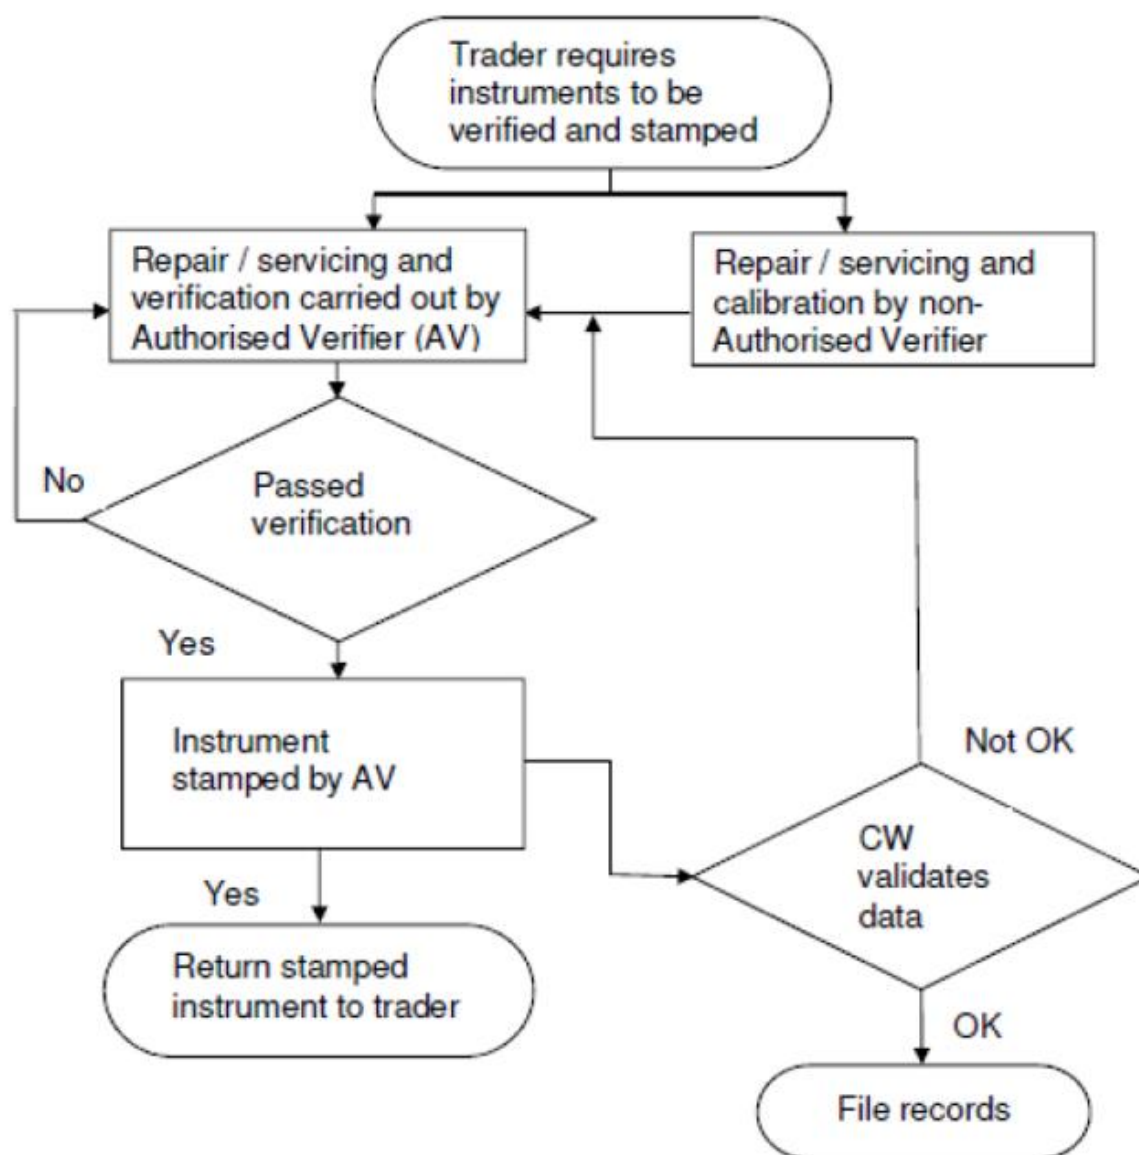 Trader requires
instruments to be
verified and stamped
Repair / servicing and
verification carried out by
Authorised Verifier (AV)
Repair / servicing and
calibration by non-
Authorised Verifier
No
Passed
verification
Yes
Instrument
stamped by AV
Not OK
CW
validates
data
Yes
Return stamped
instrument to trader
OK
File records